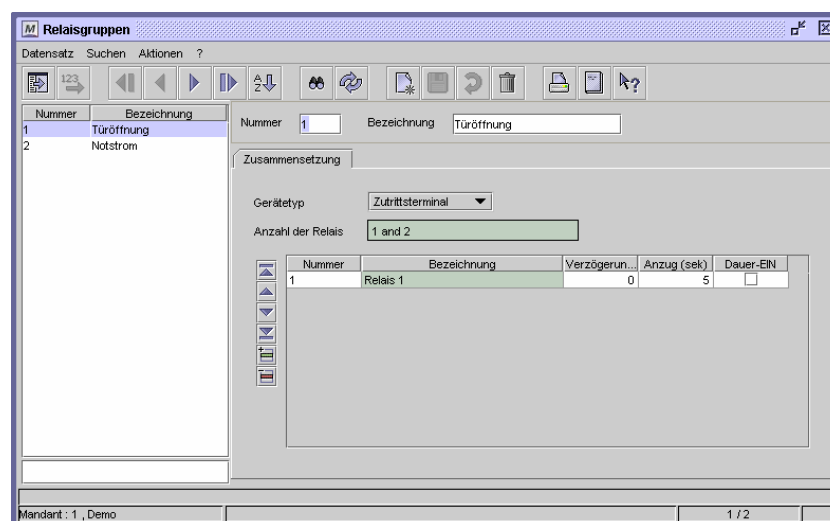 M Relaisgruppen
Datensatz Suchen Aktionen ?
123
A
Z
?
Nummer Bezeichnung
1 Türöffnung
2 Notstrom
Nummer 1 Bezeichnung Türöffnung
Zusammensetzung
Gerätetyp Zutrittsterminal
Anzahl der Relais 1 and 2
Nummer Bezeichnung Verzögerun... Anzug (sek) Dauer-EIN
1 Relais 1 0 5
Mandant : 1 , Demo 1 / 2